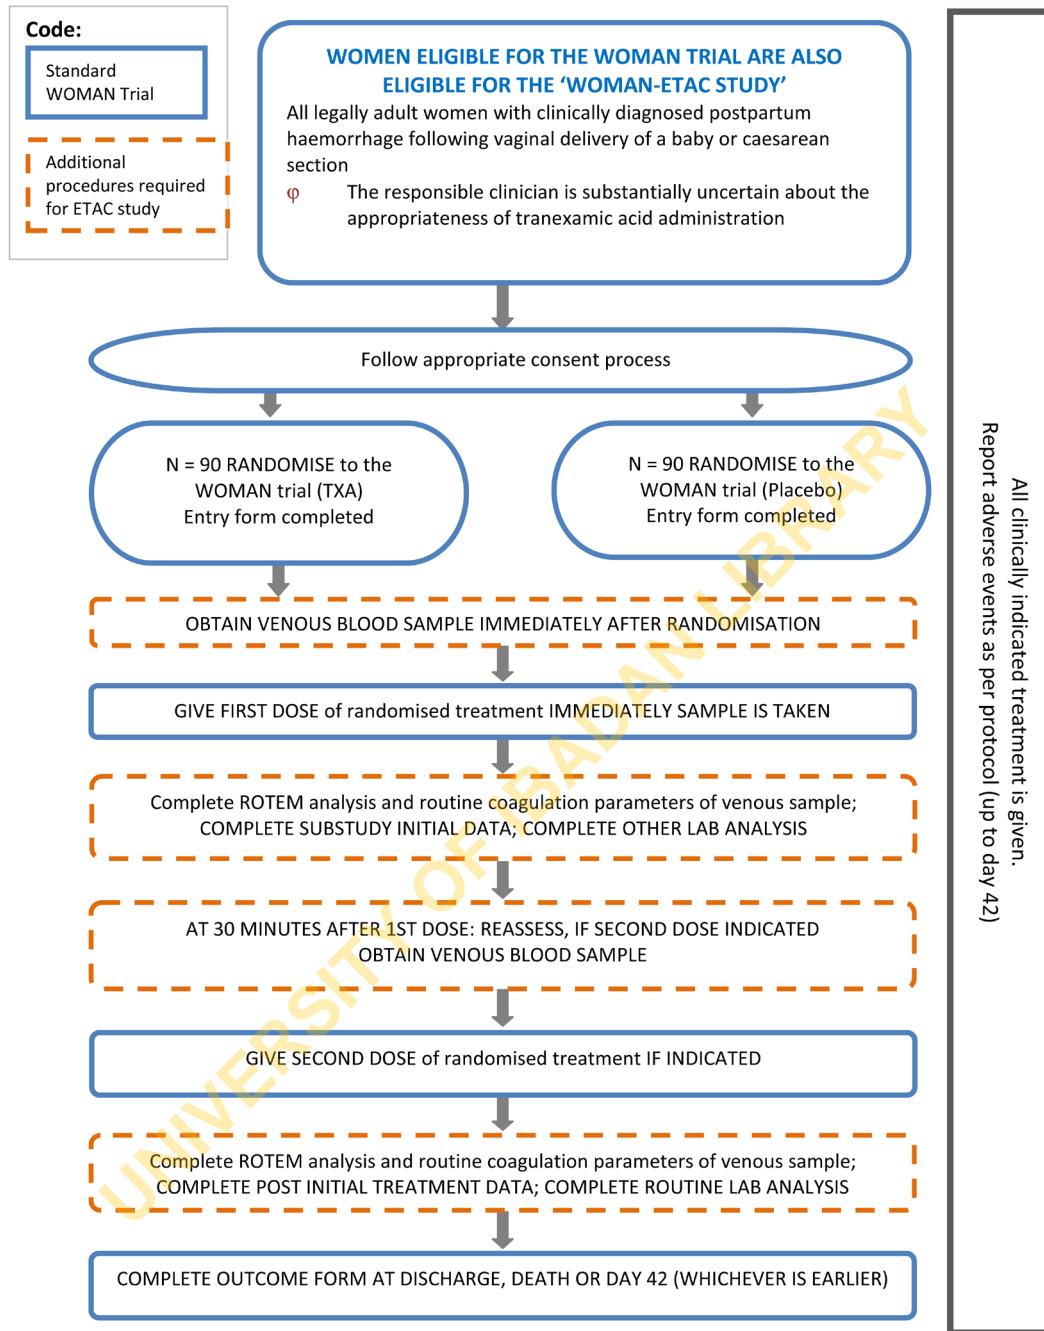 Code:
Standard
WOMAN Trial
Additional
procedures required
for ETAC study
WOMEN ELIGIBLE FOR THE WOMAN TRIAL ARE ALSO
ELIGIBLE FOR THE ‘WOMAN-ETAC STUDY’
All legally adult women with clinically diagnosed postpartum
haemorrhage following vaginal delivery of a baby or caesarean
section
φ The responsible clinician is substantially uncertain about the
appropriateness of tranexamic acid administration
Follow appropriate consent process
N = 90 RANDOMISE to the
WOMAN trial (TXA)
Entry form completed
N = 90 RANDOMISE to the
WOMAN trial (Placebo)
Entry form completed
OBTAIN VENOUS BLOOD SAMPLE IMMEDIATELY AFTER RANDOMISATION
GIVE FIRST DOSE of randomised treatment IMMEDIATELY SAMPLE IS TAKEN
Complete ROTEM analysis and routine coagulation parameters of venous sample;
COMPLETE SUBSTUDY INITIAL DATA; COMPLETE OTHER LAB ANALYSIS
AT 30 MINUTES AFTER 1ST DOSE: REASSESS, IF SECOND DOSE INDICATED
OBTAIN VENOUS BLOOD SAMPLE
GIVE SECOND DOSE of randomised treatment IF INDICATED
Complete ROTEM analysis and routine coagulation parameters of venous sample;
COMPLETE POST INITIAL TREATMENT DATA; COMPLETE ROUTINE LAB ANALYSIS
COMPLETE OUTCOME FORM AT DISCHARGE, DEATH OR DAY 42 (WHICHEVER IS EARLIER)
All clinically indicated treatment is given.
Report adverse events as per protocol (up to day 42)
UNIVERSITY OF IBADAN LIBRARY